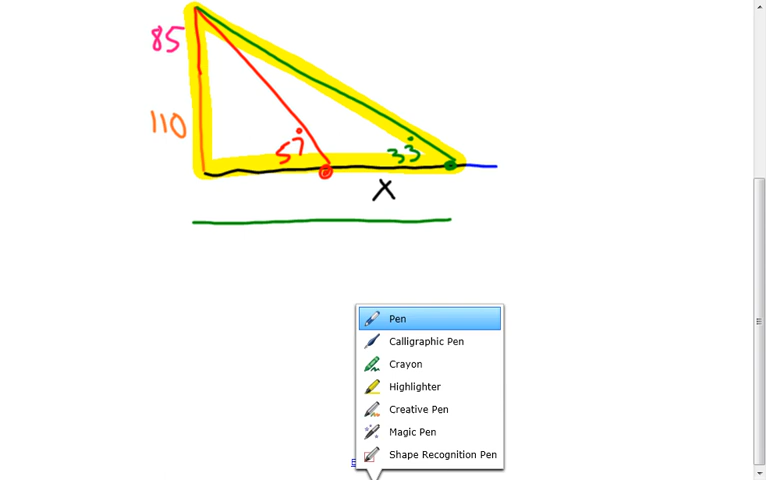 85
110
57
33
X
Pen
Calligraphic Pen
Crayon
Highlighter
Creative Pen
Magic Pen
Shape Recognition Pen